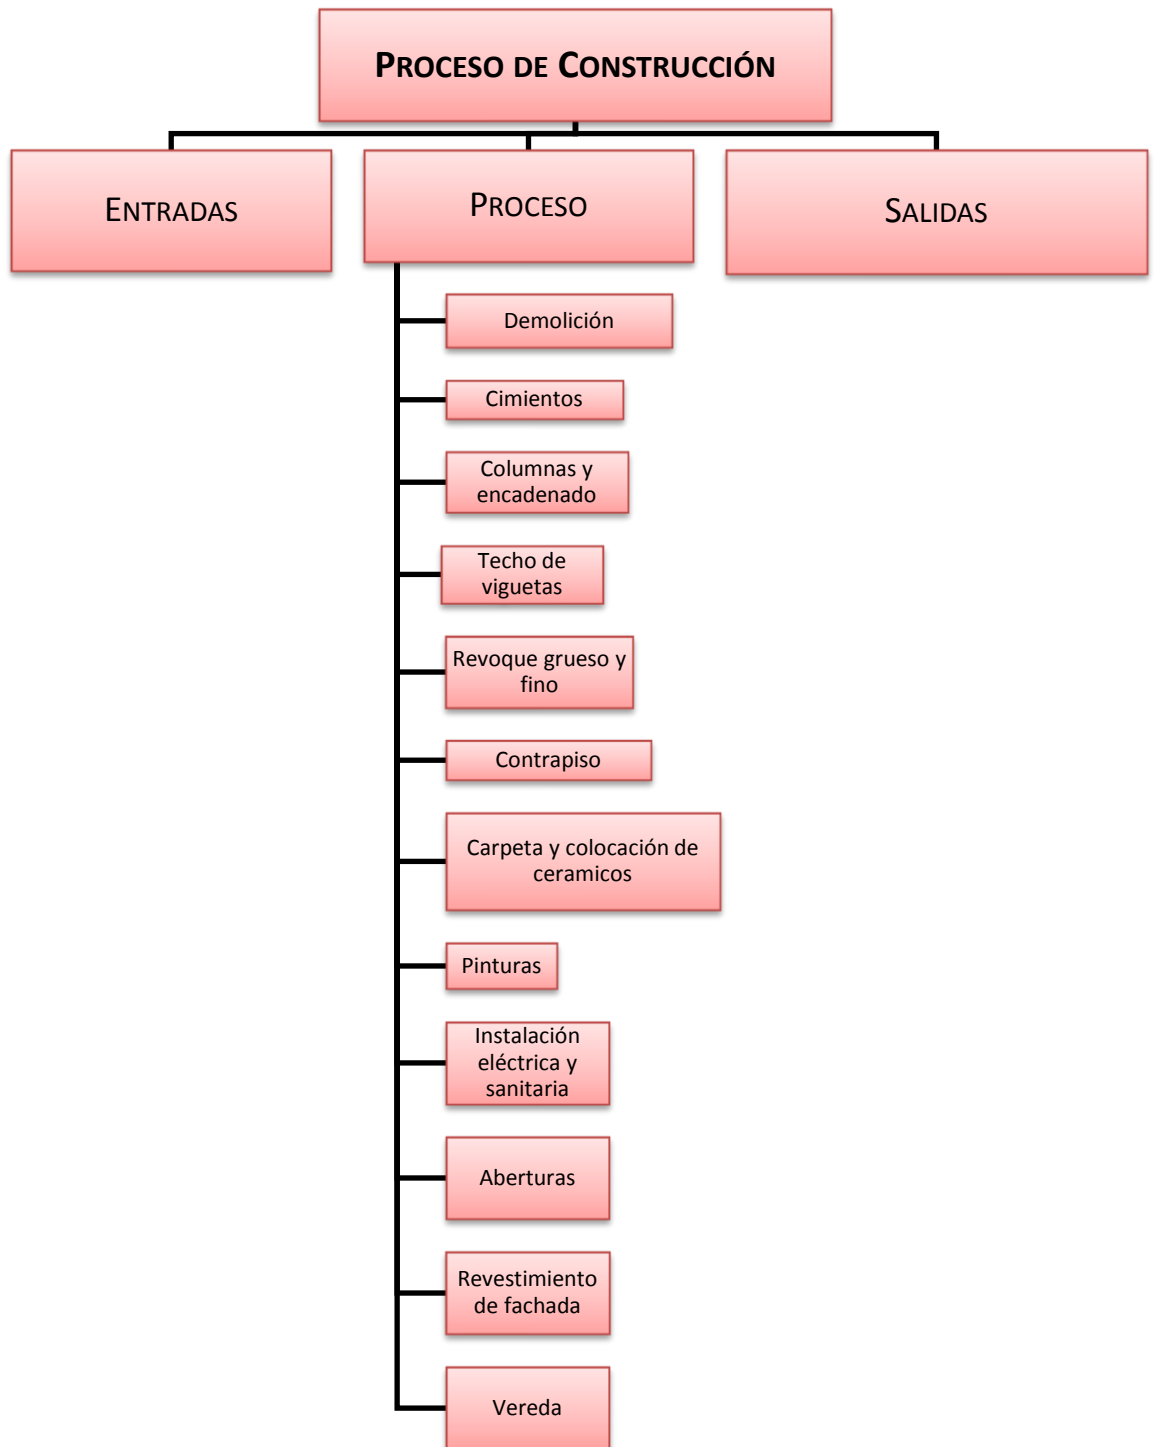 PROCESO DE CONSTRUCCIÓN
ENTRADAS
PROCESO
SALIDAS
Demolición
Cimientos
Columnas y
encadenado
Techo de
viguetas
Revoque grueso y
fino
Contrapiso
Carpeta y colocación de
ceramicos
Pinturas
Instalación
eléctrica y
sanitaria
Aberturas
Revestimiento
de fachada
Vereda